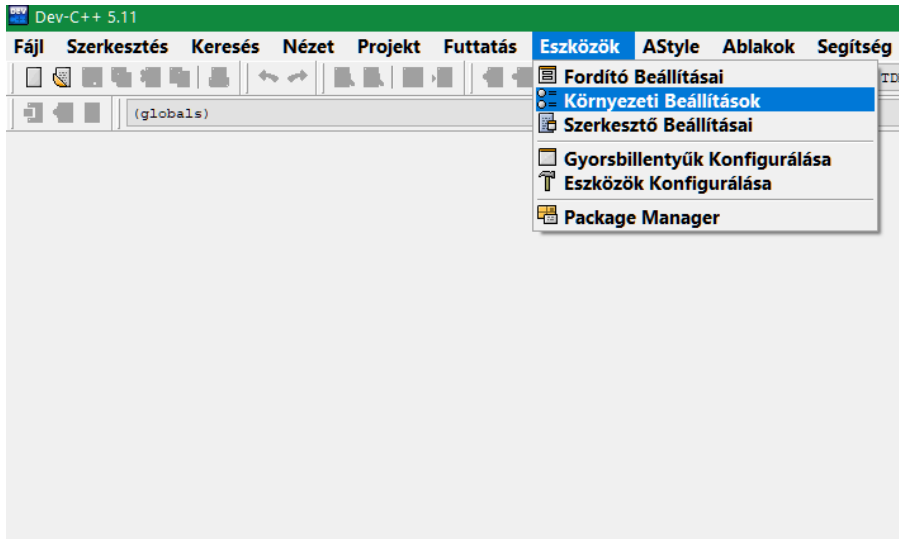 Dev-C++ 5.11
Fájl Szerkesztés Keresés Nézet Projekt Futtatás Eszközök AStyle Ablakok Segítség
Fordító Beállításai
Környezeti Beállítások
Szerkesztő Beállításai
Gyorsbillentyűk Konfigurálása
Eszközök Konfigurálása
Package Manager
(globals)